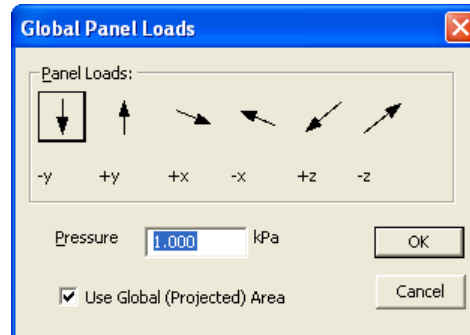 Global Panel Loads
Panel Loads:
-y +y +x -x +z -z
Pressure 1.000 kPa
OK
Use Global (Projected) Area
Cancel